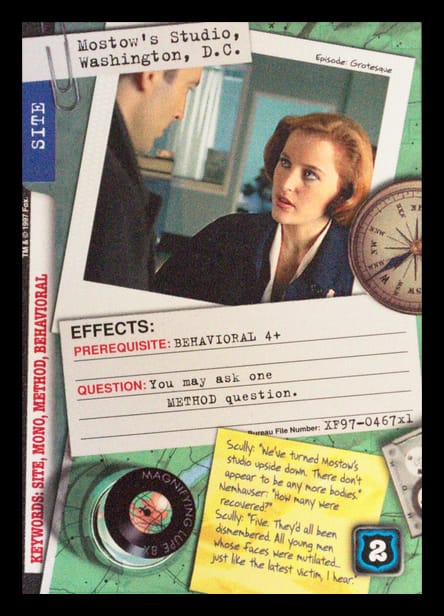 Mostow's Studio,
Washington, D.C.
Episode: Grotesque
SITE
TM & © 1997 Fox.
KEYWORDS: SITE, MONO, METHOD, BEHAVIORAL
EFFECTS:
PREREQUISITE: BEHAVIORAL 4+
QUESTION: You may ask one
METHOD question.
Bureau File Number: XF97-0467x1
Scully: "We've turned Mostow's
studio upside down. There don't
appear to be any more bodies."
Nemhauser: "How many were
recovered?"
Scully: "Five. They'd all been
dismembered. All young men
whose faces were mutilated...
just like the latest victim, I hear."
MAGNIFYING LUPE 8X
2